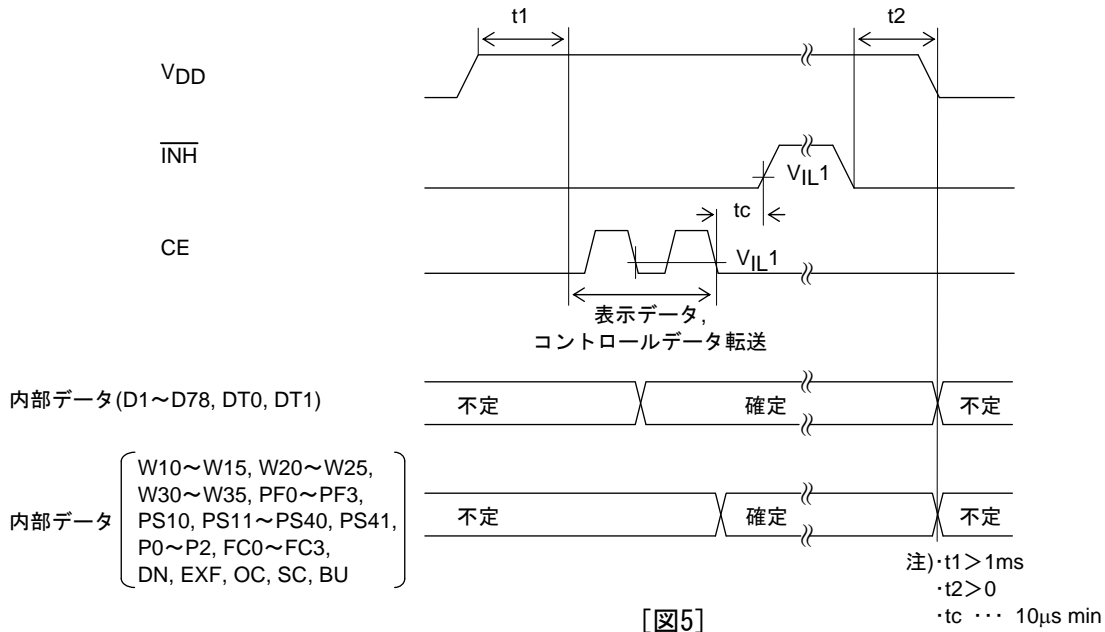 t1
t2
VDD
INH
VIL1
tc
CE
VIL1
表示データ,
コントロールデータ転送
内部データ(D1～D78, DT0, DT1)
不定
確定
不定
内部データ
W10～W15, W20～W25,
W30～W35, PF0～PF3,
PS10, PS11～PS40, PS41,
P0～P2, FC0～FC3,
DN, EXF, OC, SC, BU
不定
確定
不定
注)･t1＞1ms
･t2＞0
･tc ･･･ 10μs min
[図5]